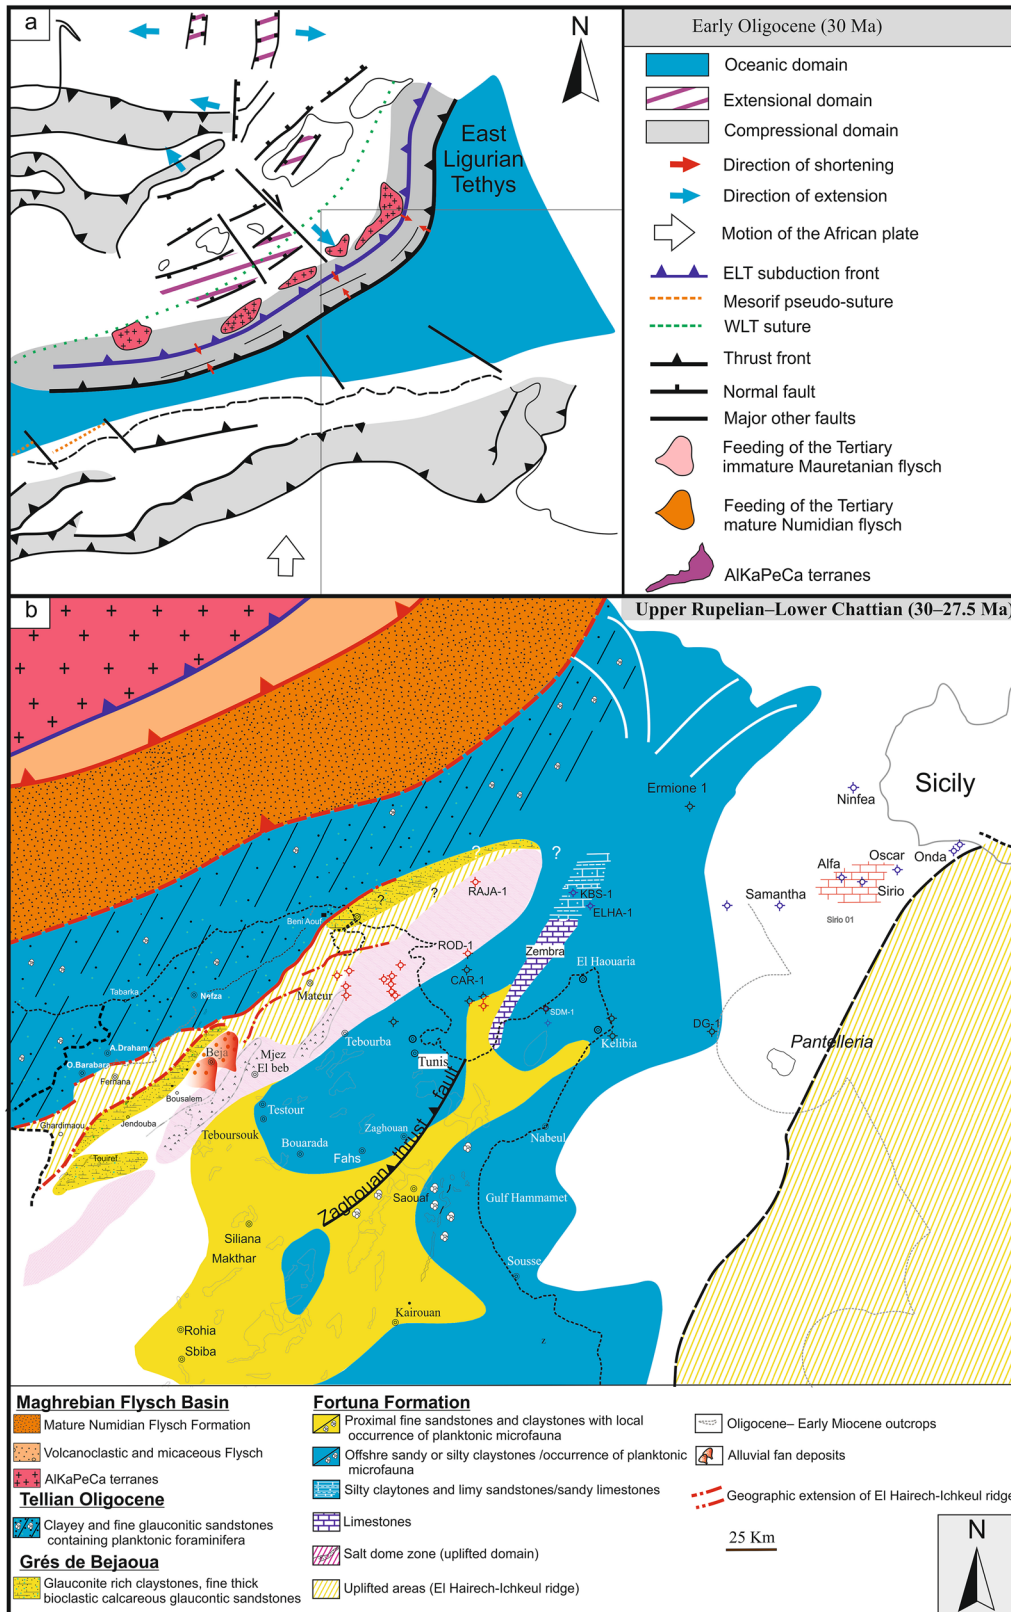 a
N
East
Ligurian
Tethys
Early Oligocene (30 Ma)
Oceanic domain
Extensional domain
Compressional domain
Direction of shortening
Direction of extension
Motion of the African plate
ELT subduction front
Mesorif pseudo-suture
WLT suture
Thrust front
Normal fault
Major other faults
Feeding of the Tertiary
immature Mauretanian flysch
Feeding of the Tertiary
mature Numidian flysch
AlKaPeCa terranes
b
Upper Rupelian–Lower Chattian (30–27.5 Ma)
Ermione 1
Ninfea
Sicily
?
?
?
?
RAJA-1
KBS-1
ELHA-1
Alfa
Oscar
Onda
Sirio
Samantha
Sirio 01
Beni Aouf
ROD-1
Zembra
El Haouaria
CAR-1
Tabarka
Nefza
Mateur
SDM-1
DG-1
Kelibia
Pantelleria
Tebourba
Tunis
A.Draham
O.Barabara
Fernana
Beja
Mjez
El beb
Bousalem
Ghardimaou
Jendouba
Testour
Teboursouk
Zaghouan
Nabeul
Bouarada
Fahs
Touiref
Zaghouan thrust fault
Saouaf
Gulf Hammamet
Siliana
Makthar
Sousse
Kairouan
Rohia
Sbiba
z
Maghrebian Flysch Basin
Mature Numidian Flysch Formation
Volcanoclastic and micaceous Flysch
AlKaPeCa terranes
Tellian Oligocene
Clayey and fine glauconitic sandstones
containing planktonic foraminifera
Grés de Bejaoua
Glauconite rich claystones, fine thick
bioclastic calcareous glaucontic sandstones
Fortuna Formation
Proximal fine sandstones and claystones with local
occurrence of planktonic microfauna
Offshre sandy or silty claystones /occurrence of planktonic
microfauna
Silty claytones and limy sandstones/sandy limestones
Limestones
Salt dome zone (uplifted domain)
Uplifted areas (El Hairech-Ichkeul ridge)
Oligocene– Early Miocene outcrops
Alluvial fan deposits
Geographic extension of El Hairech-Ichkeul ridge
25 Km
N